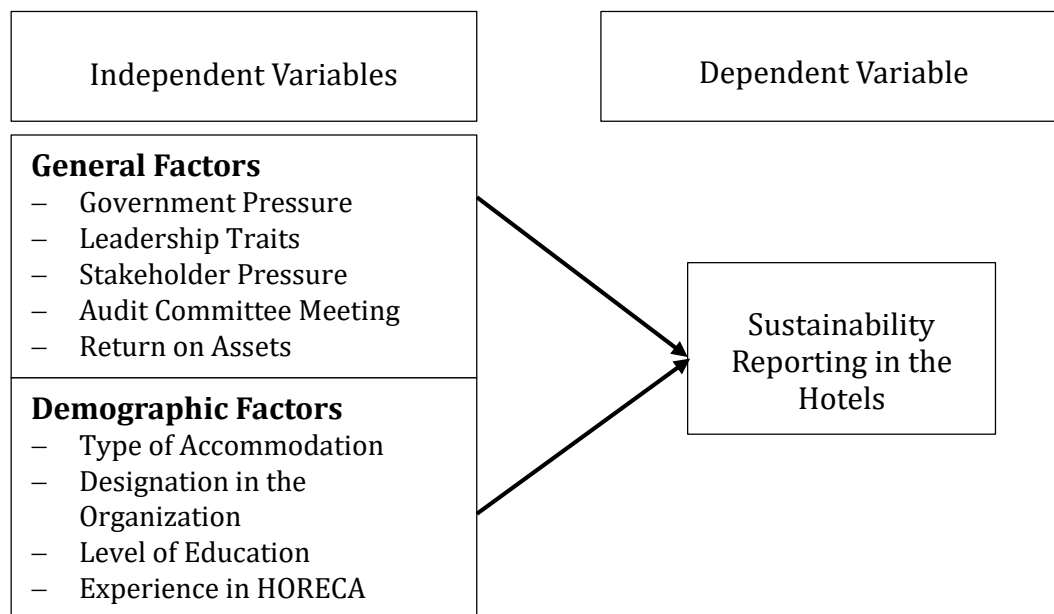 Independent Variables
Dependent Variable
General Factors
– Government Pressure
– Leadership Traits
– Stakeholder Pressure
– Audit Committee Meeting
– Return on Assets
Demographic Factors
– Type of Accommodation
– Designation in the
Organization
– Level of Education
– Experience in HORECA
Sustainability
Reporting in the
Hotels